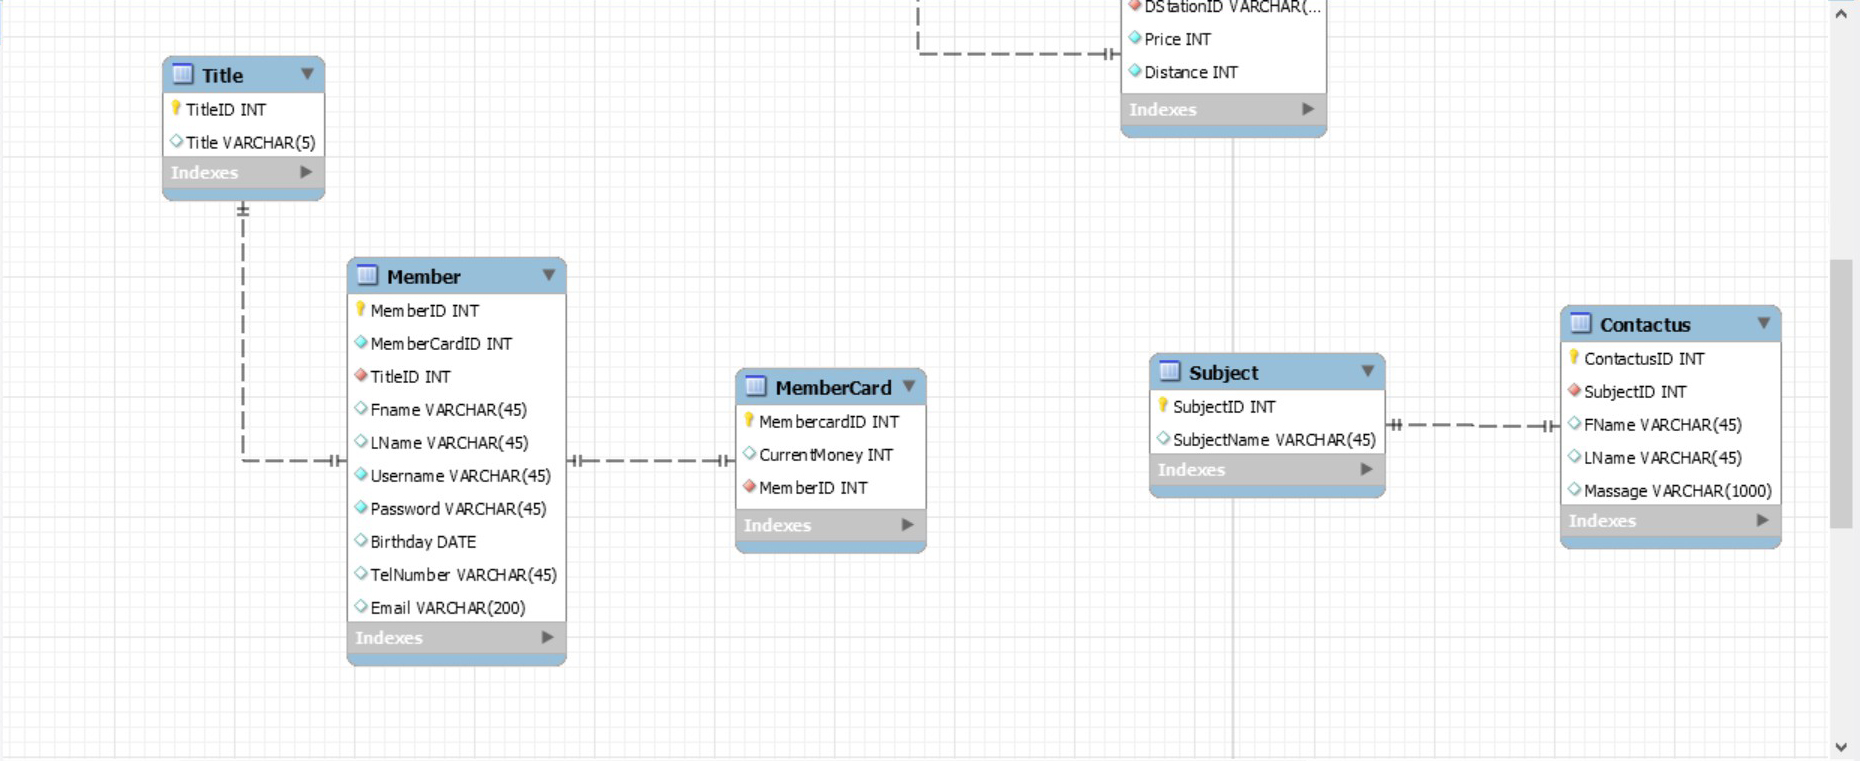 DStationID VARCHAR(...
Price INT
Distance INT
Indexes
Title
TitleID INT
Title VARCHAR(5)
Indexes
Member
MemberID INT
MemberCardID INT
TitleID INT
Fname VARCHAR(45)
LName VARCHAR(45)
Username VARCHAR(45)
Password VARCHAR(45)
Birthday DATE
TelNumber VARCHAR(45)
Email VARCHAR(200)
Indexes
MemberCard
MembercardID INT
CurrentMoney INT
MemberID INT
Indexes
Subject
SubjectID INT
SubjectName VARCHAR(45)
Indexes
Contactus
ContactusID INT
SubjectID INT
FName VARCHAR(45)
LName VARCHAR(45)
Massage VARCHAR(1000)
Indexes